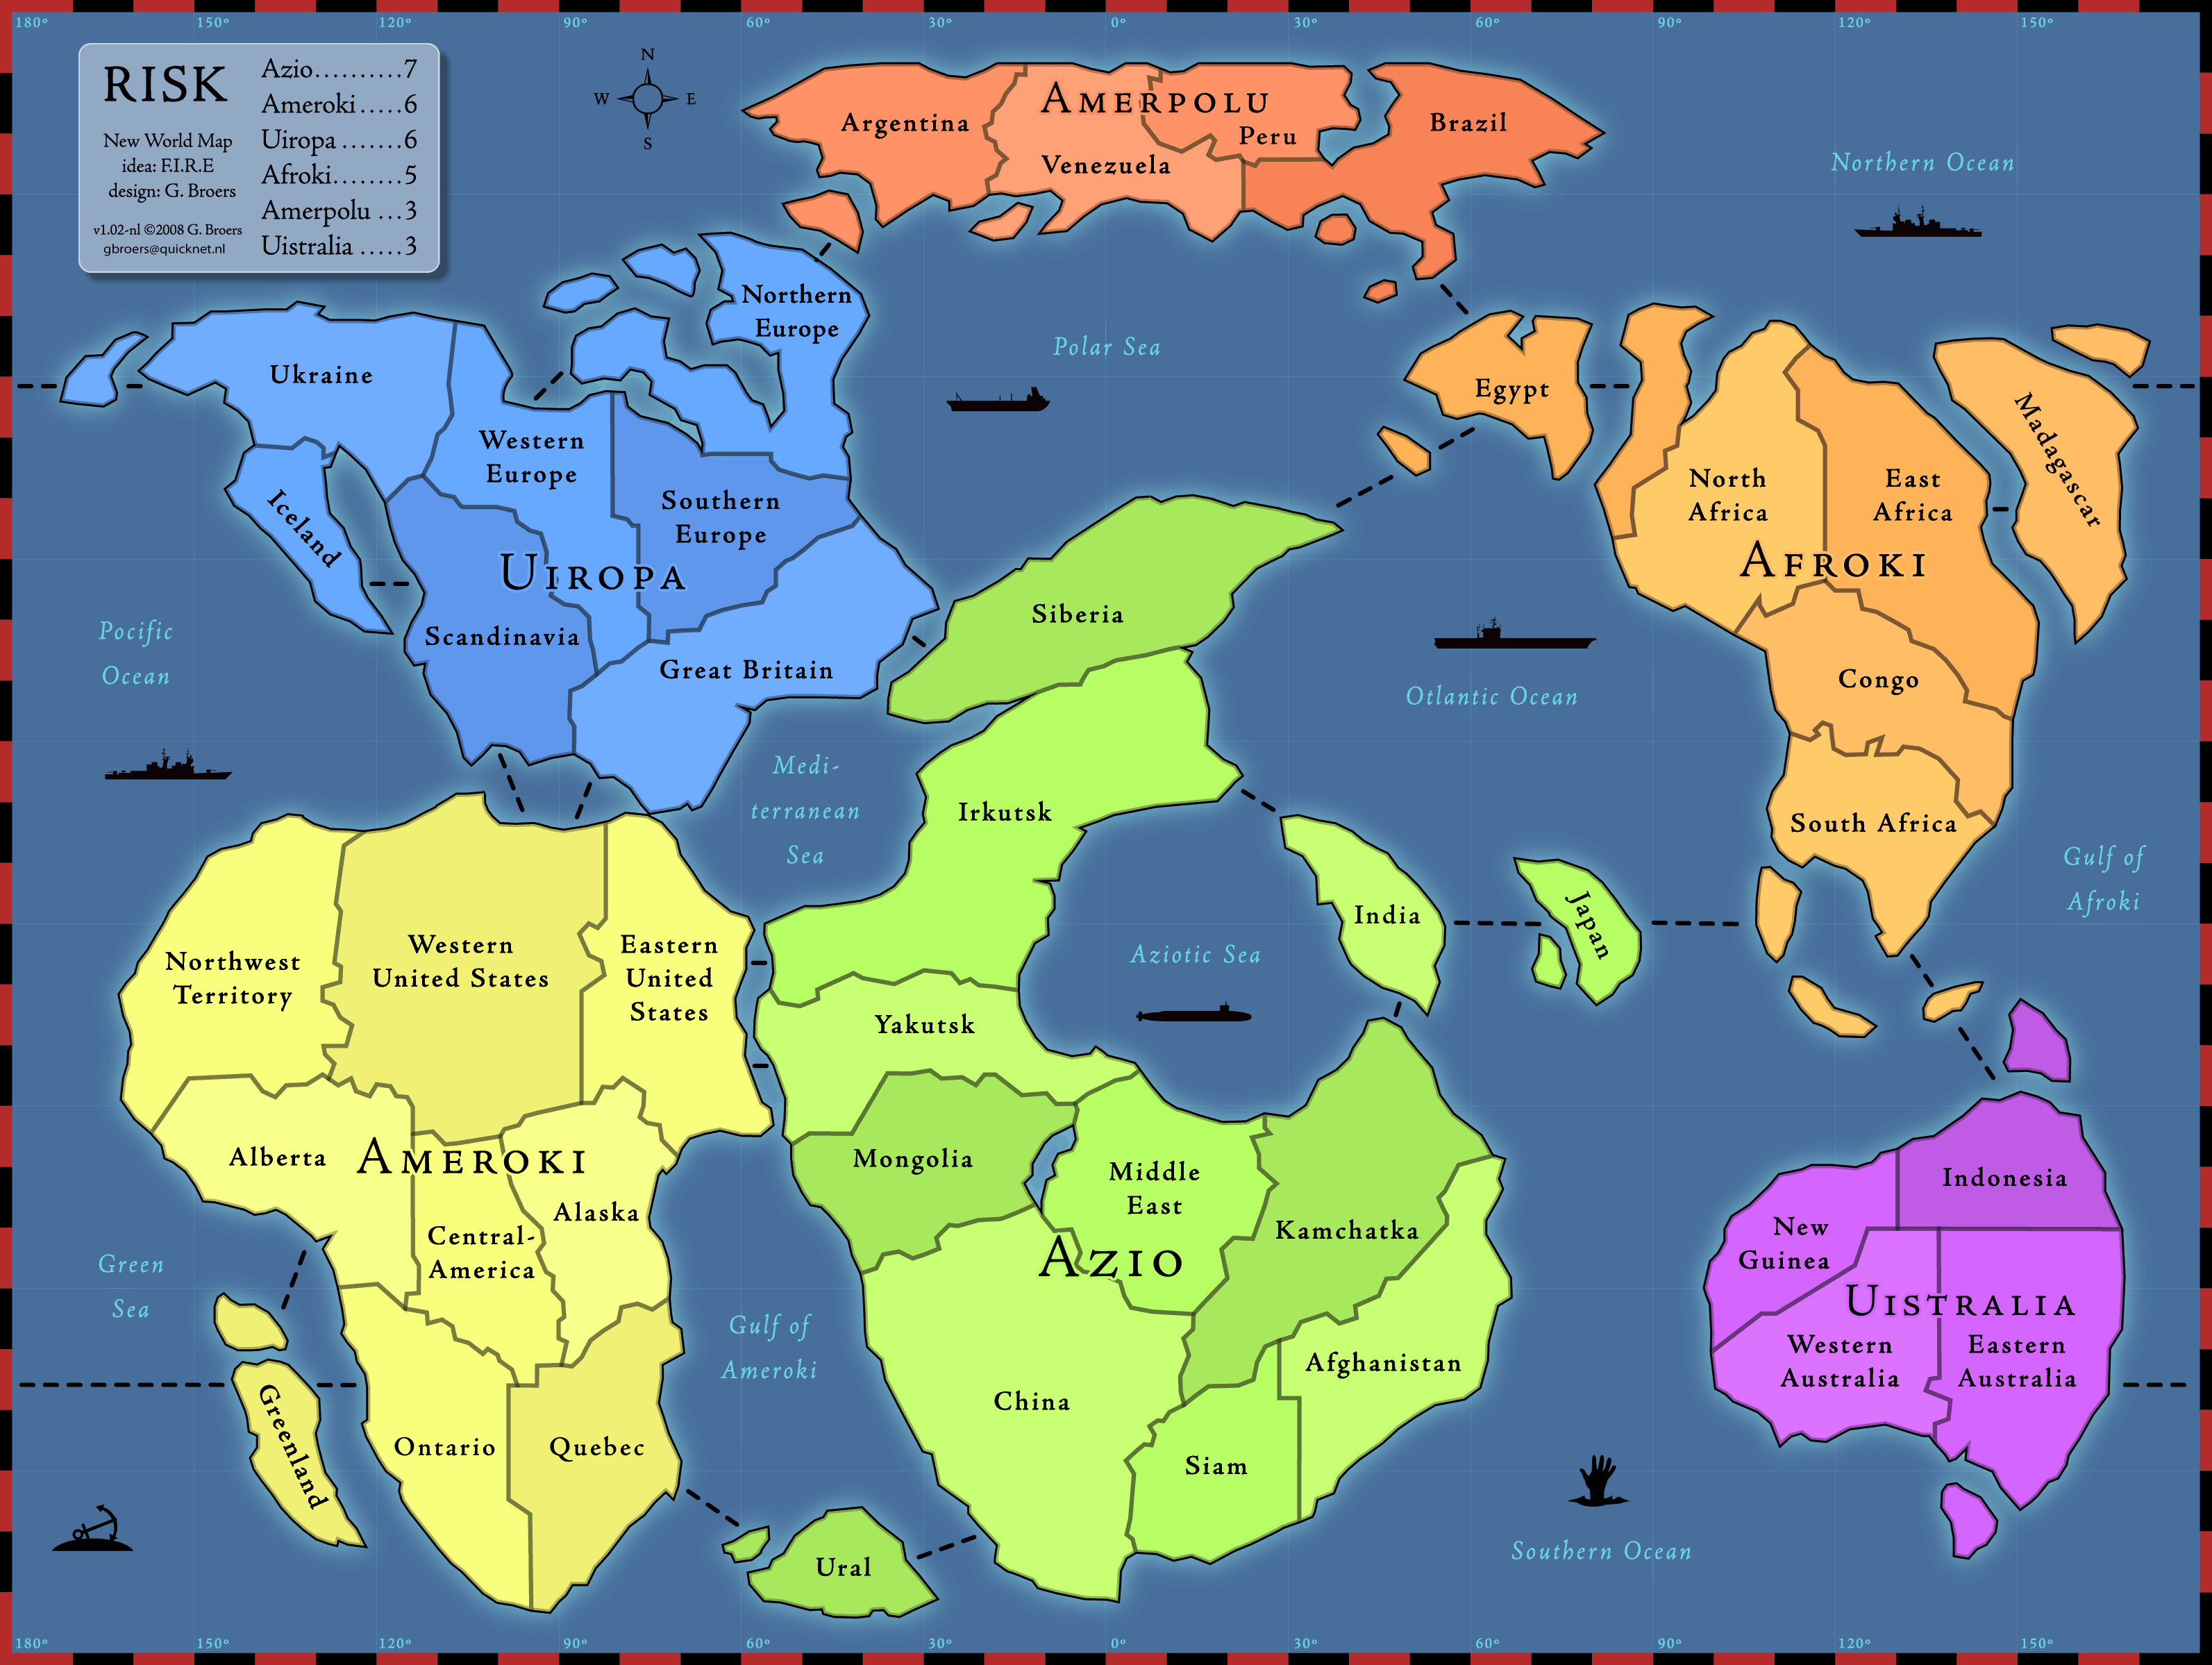 180° 150° 120° 90° 60° 30° 0° 30° 60° 90° 120° 150°
RISK
New World Map
idea: F.I.R.E
design: G. Broers
v1.02-nl ©2008 G. Broers
gbroers@quicknet.nl
Azio..........7
Ameroki.....6
Uiropa .......6
Afroki........5
Amerpolu ...3
Uistralia .....3
N
W E
S
AMERPOLU
Argentina
Venezuela
Peru
Brazil
Northern Ocean
Polar Sea
Northern
Europe
Ukraine
Western
Europe
Iceland
Southern
Europe
UIROPA
Scandinavia
Great Britain
Egypt
North
Africa
East
Africa
Madagascar
AFROKI
Congo
South Africa
Pocific
Ocean
Siberia
Otlantic Ocean
Medi-
terranean
Sea
Irkutsk
Gulf of
Afroki
India
Japan
Aziotic Sea
Northwest
Territory
Western
United States
Eastern
United
States
Yakutsk
Alberta
AMEROKI
Central-
America
Alaska
Mongolia
Middle
East
Kamchatka
AZIO
Indonesia
New
Guinea
UISTRALIA
Western
Australia
Eastern
Australia
Green
Sea
Gulf of
Ameroki
Afghanistan
China
Greenland
Ontario
Quebec
Siam
Ural
Southern Ocean
180° 150° 120° 90° 60° 30° 0° 30° 60° 90° 120° 150°